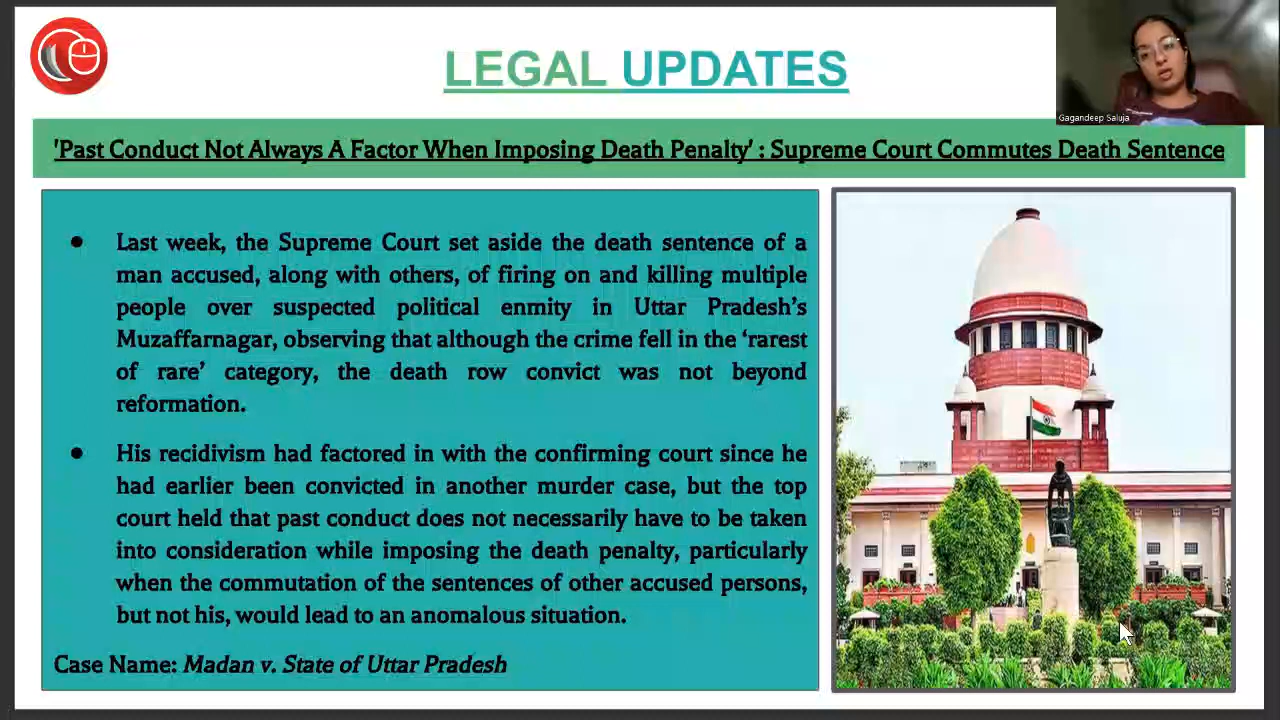 LEGAL UPDATES
Gagandeep Saluja
'Past Conduct Not Always A Factor When Imposing Death Penalty' : Supreme Court Commutes Death Sentence
● Last week, the Supreme Court set aside the death sentence of a
man accused, along with others, of firing on and killing multiple
people over suspected political enmity in Uttar Pradesh’s
Muzaffarnagar, observing that although the crime fell in the ‘rarest
of rare’ category, the death row convict was not beyond
reformation.
● His recidivism had factored in with the confirming court since he
had earlier been convicted in another murder case, but the top
court held that past conduct does not necessarily have to be taken
into consideration while imposing the death penalty, particularly
when the commutation of the sentences of other accused persons,
but not his, would lead to an anomalous situation.
Case Name: Madan v. State of Uttar Pradesh